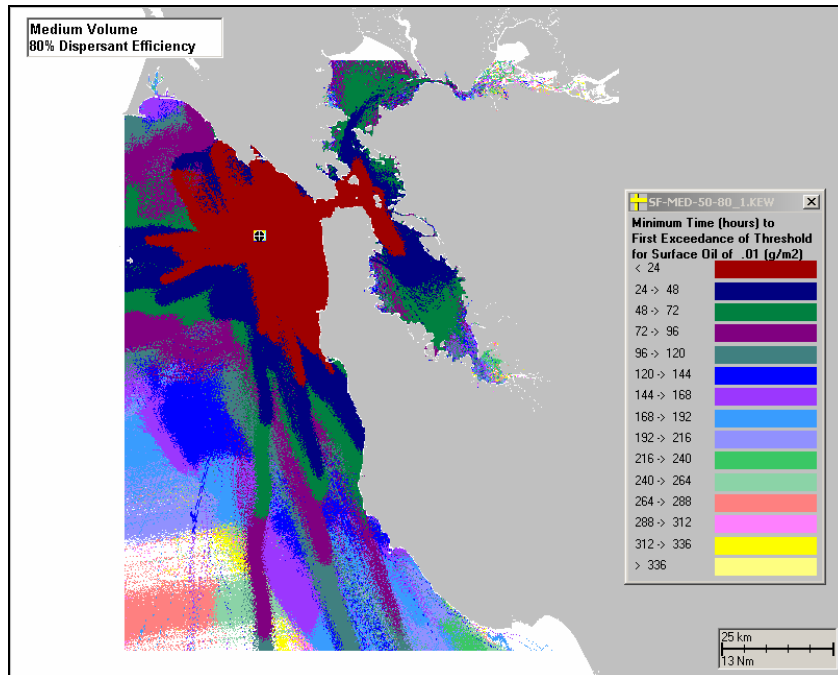 Medium Volume
80% Dispersant Efficiency
SF-MED-50-80_1.KEW
Minimum Time (hours) to
First Exceedance of Threshold
for Surface Oil of .01 (g/m2)
< 24
24 -> 48
48 -> 72
72 -> 96
96 -> 120
120 -> 144
144 -> 168
168 -> 192
192 -> 216
216 -> 240
240 -> 264
264 -> 288
288 -> 312
312 -> 336
> 336
25 km
13 Nm